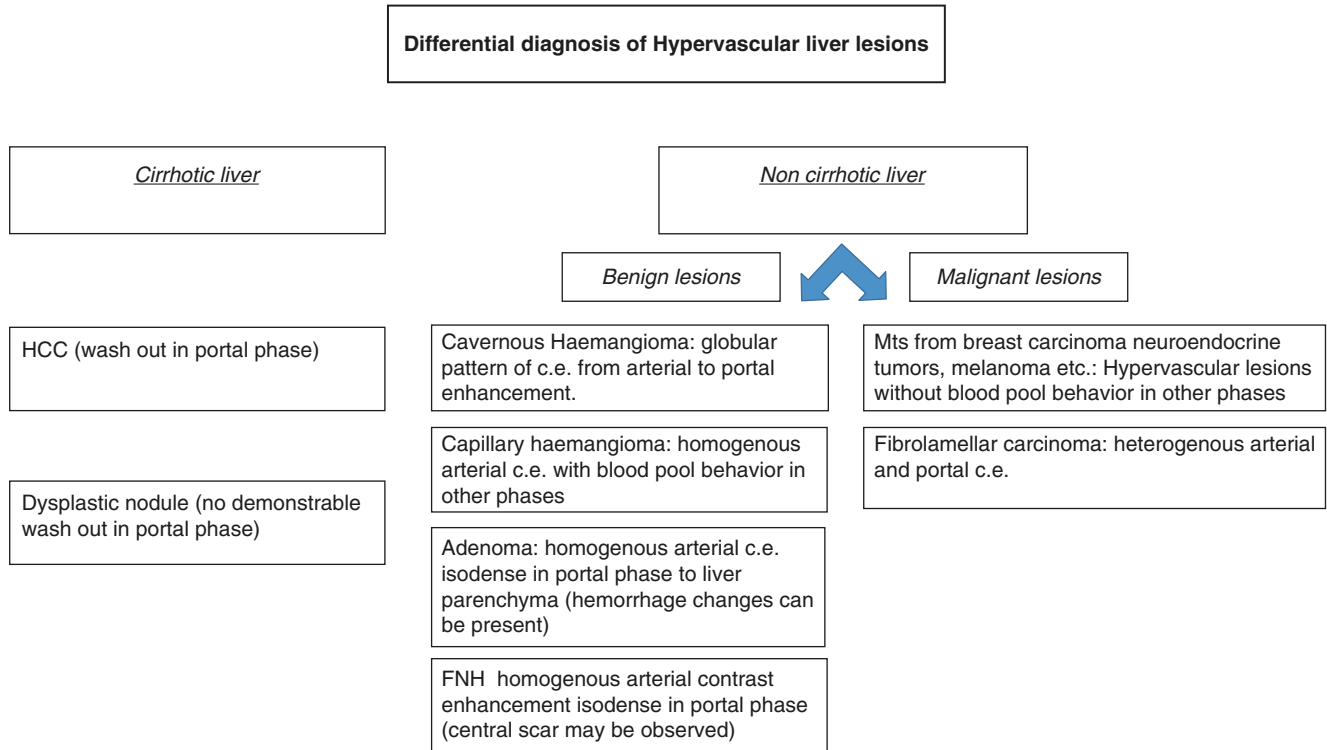 Differential diagnosis of Hypervascular liver lesions
Cirrhotic liver
Non cirrhotic liver
Benign lesions
Malignant lesions
HCC (wash out in portal phase)
Dysplastic nodule (no demonstrable
wash out in portal phase)
Cavernous Haemangioma: globular
pattern of c.e. from arterial to portal
enhancement.
Capillary haemangioma: homogenous
arterial c.e. with blood pool behavior in
other phases
Adenoma: homogenous arterial c.e.
isodense in portal phase to liver
parenchyma (hemorrhage changes can
be present)
FNH homogenous arterial contrast
enhancement isodense in portal phase
(central scar may be observed)
Mts from breast carcinoma neuroendocrine
tumors, melanoma etc.: Hypervascular lesions
without blood pool behavior in other phases
Fibrolamellar carcinoma: heterogenous arterial
and portal c.e.